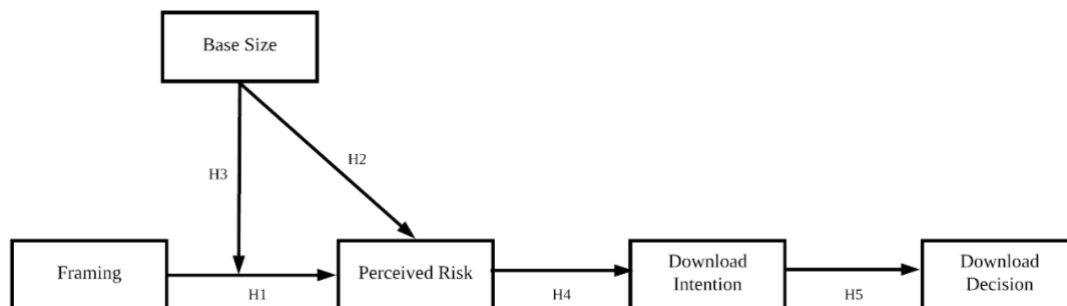 Base Size
H3
H2
Framing
H1
Perceived Risk
H4
Download
Intention
H5
Download
Decision